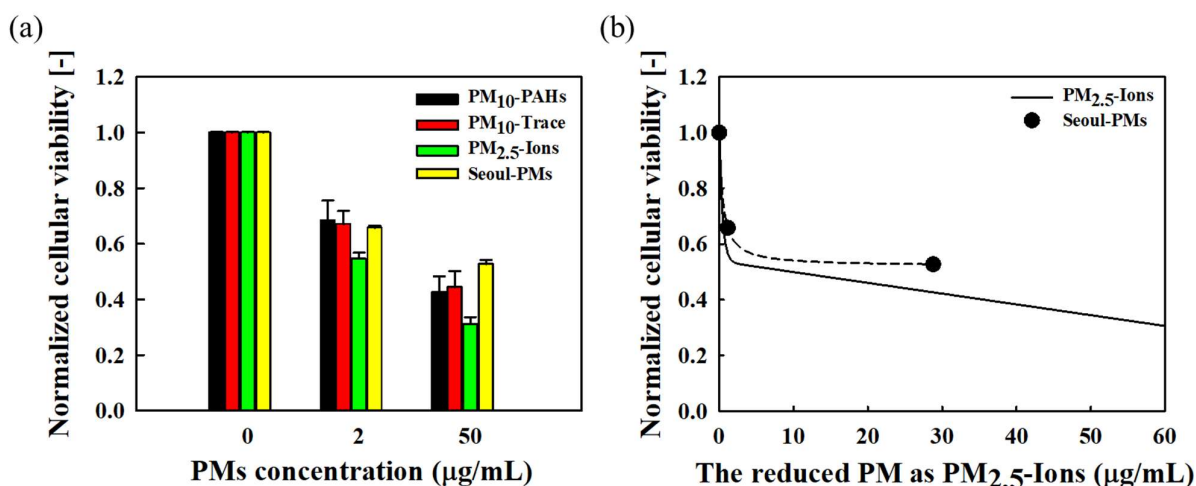 (a)
Normalized cellular viability [-]
1.2
1.0
0.8
0.6
0.4
0.2
0.0
PM10-PAHs
PM10-Trace
PM2.5-Ions
Seoul-PMs
0 2 50
PMs concentration (μg/mL)
(b)
Normalized cellular viability [-]
1.2
1.0
0.8
0.6
0.4
0.2
0.0
PM2.5-Ions
Seoul-PMs
0 10 20 30 40 50 60
The reduced PM as PM2.5-Ions (μg/mL)